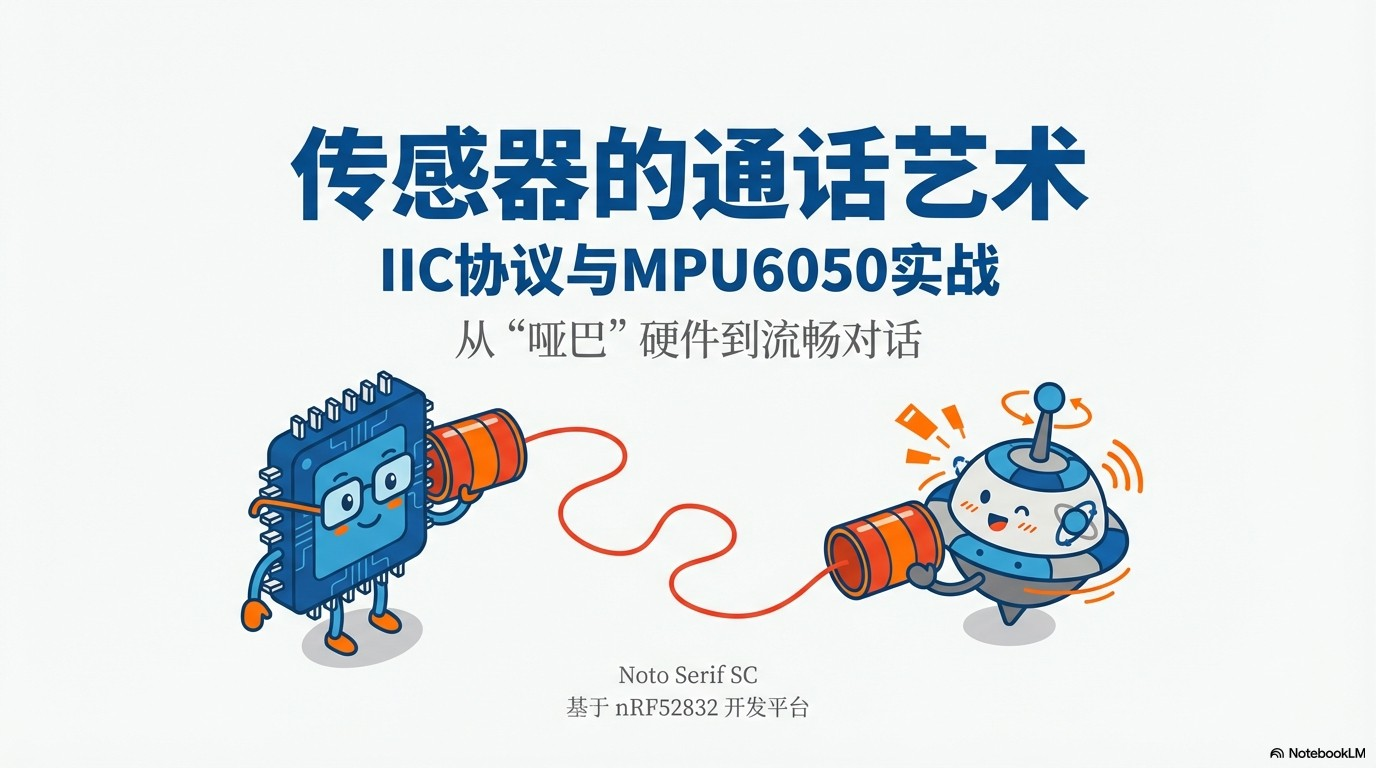 传感器的通话艺术
IIC协议与MPU6050实战
从“哑巴”硬件到流畅对话
Noto Serif SC
基于 nRF52832 开发平台
NotebookLM